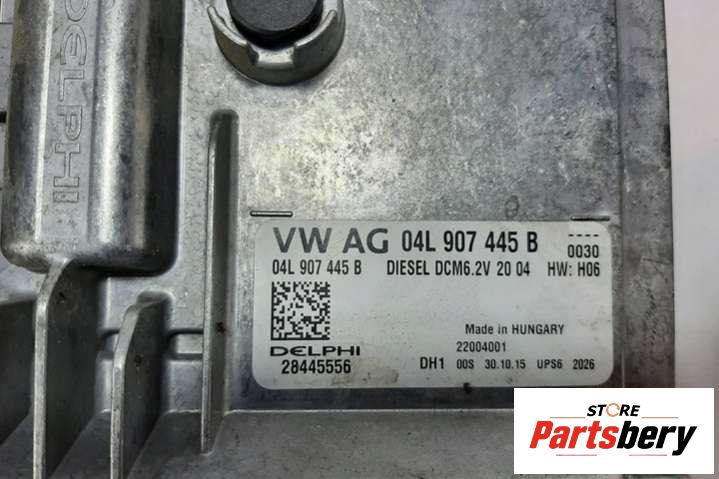 DELPHI
VW AG 04L 907 445 B
0030
04L 907 445 B DIESEL DCM6.2V 20 04 HW: H06
Made in HUNGARY
DELPHI 22004001
28445556 DH1 00S 30.10.15 UPS6 2026
STORE
Partsbery